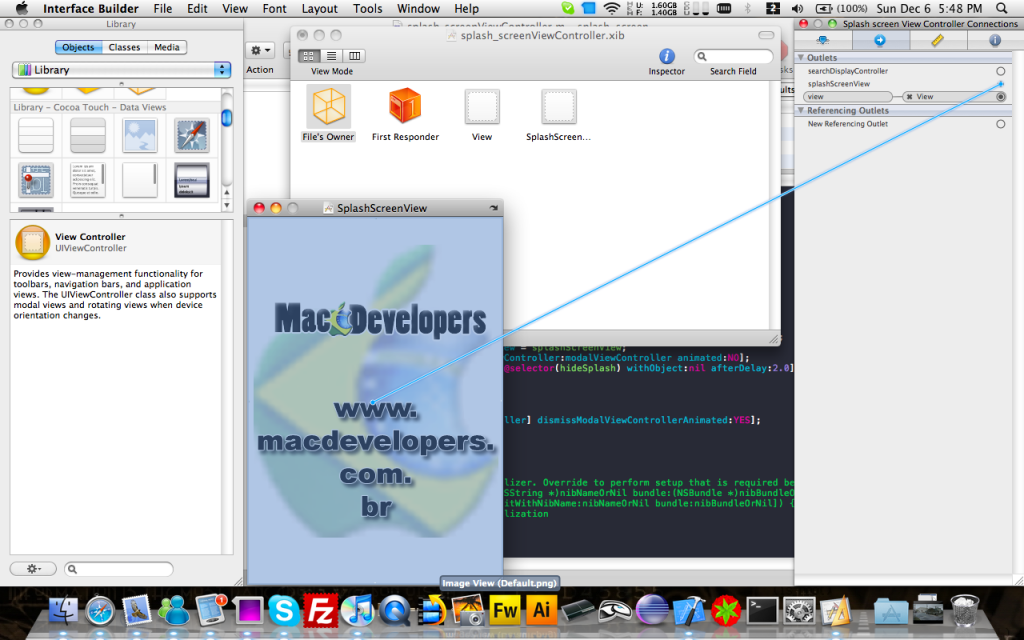 Interface Builder File Edit View Font Layout Tools Window Help
U: 1.60GB
F: 1.40GB
2
(100%)
Sun Dec 6 5:48 PM
Library
Objects Classes Media
Library
Library – Cocoa Touch – Data Views
View Controller
UIViewController
Provides view-management functionality for
toolbars, navigation bars, and application
views. The UIViewController class also supports
modal views and rotating views when device
orientation changes.
Action
splash_screenViewController.xib
View Mode
Inspector
Search Field
File's Owner
First Responder
View
SplashScreen...
SplashScreenView
MacDevelopers
www.
macdevelopers.
com.
br
Image View (Default.png)
= splashScreenView;
Controller:modalViewController animated:NO];
@selector(hideSplash) withObject:nil afterDelay:2.0]
ller] dismissModalViewControllerAnimated:YES];
lizer. Override to perform setup that is required be
SString *)nibNameOrNil bundle:(NSBundle *)nibBundleO
itWithNibName:nibNameOrNil bundle:nibBundleOrNil]) {
lization
Splash screen View Controller Connections
Outlets
searchDisplayController
splashScreenView
view
View
Referencing Outlets
New Referencing Outlet
1
Fz
Fw
Ai